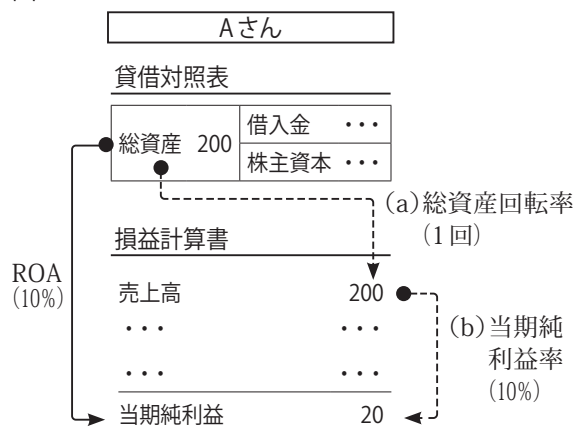 Aさん
貸借対照表
総資産 200
借入金 ・・・
株主資本 ・・・
(a)総資産回転率
(1回)
損益計算書
ROA
(10%)
売上高 200
・・・ ・・・
・・・ ・・・
(b)当期純
利益率
(10%)
当期純利益 20